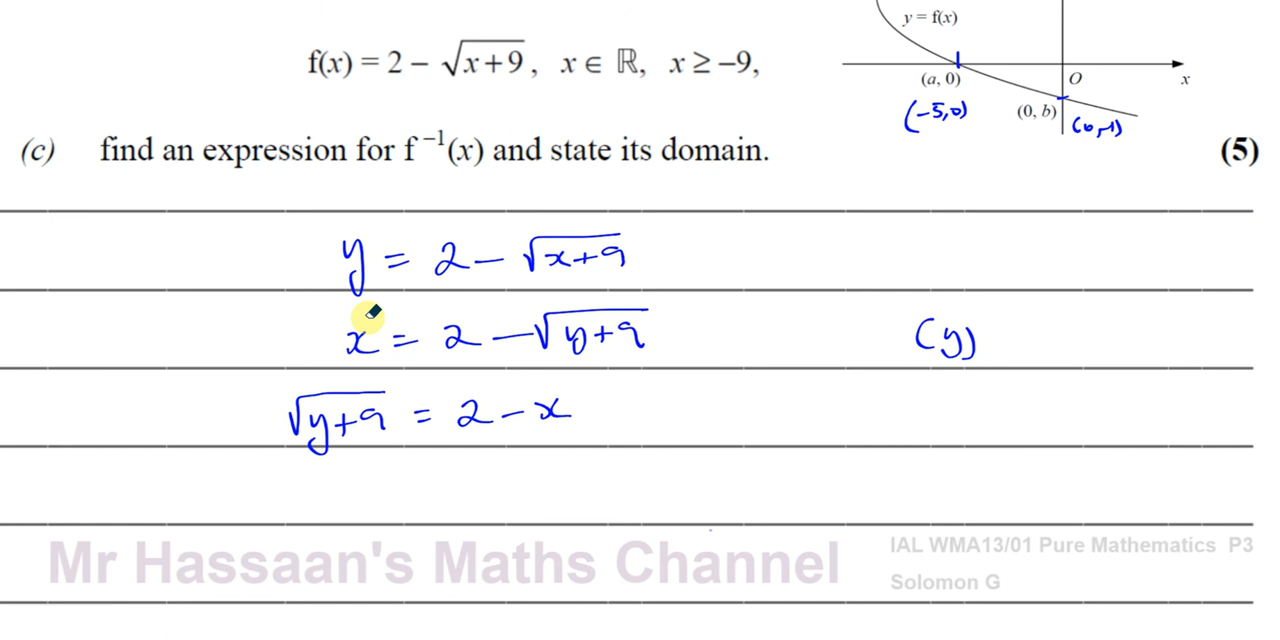 y = f(x)
f(x) = 2 − √x+9, x ∈ ℝ, x ≥ −9,
(a, 0) O x
(-5,0) (0, b) (0,-1)
(c) find an expression for f⁻¹(x) and state its domain. (5)
y = 2 - √x+9
x = 2 - √y+9 (y)
√y+9 = 2 - x
Mr Hassaan's Maths Channel
IAL WMA13/01 Pure Mathematics P3
Solomon G